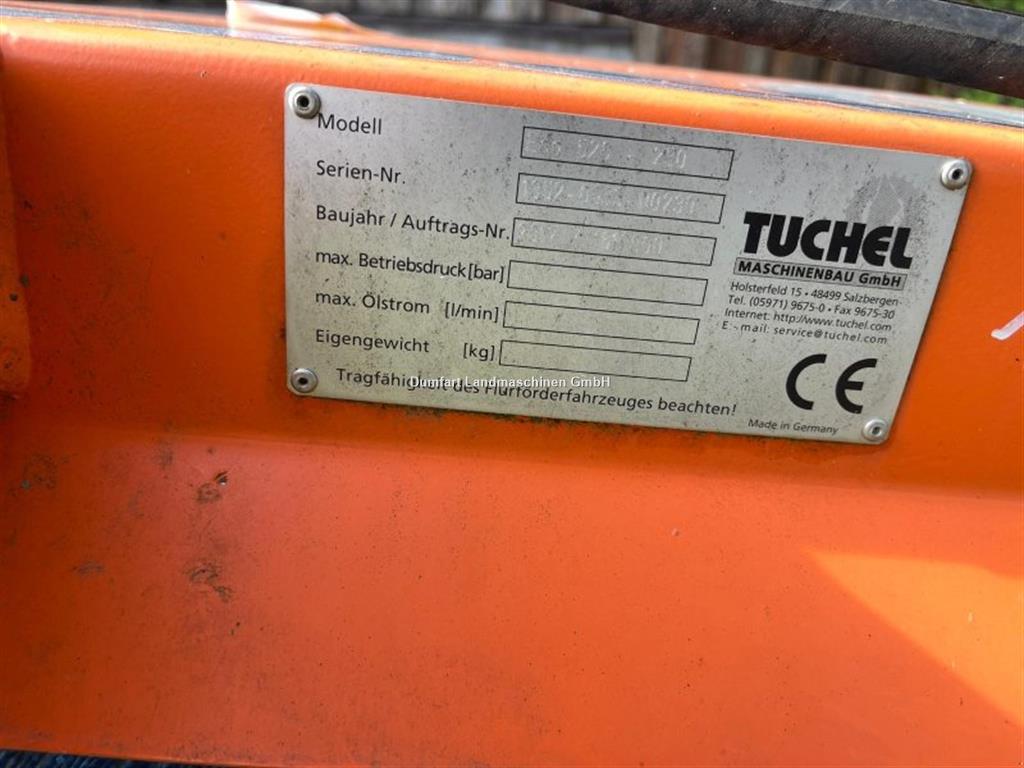 Modell
Serien-Nr.
Baujahr / Auftrags-Nr.
max. Betriebsdruck [bar]
max. Ölstrom [l/min]
Eigengewicht [kg]
Tragfähigkeit des Flurförderfahrzeuges beachten!
TUCHEL
MASCHINENBAU GmbH
Holsterfeld 15 • 48499 Salzbergen
Tel. (05971) 9675-0 • Fax 9675-30
Internet: http://www.tuchel.com
E-mail: service@tuchel.com
CE
Made in Germany
Dumfart Landmaschinen GmbH